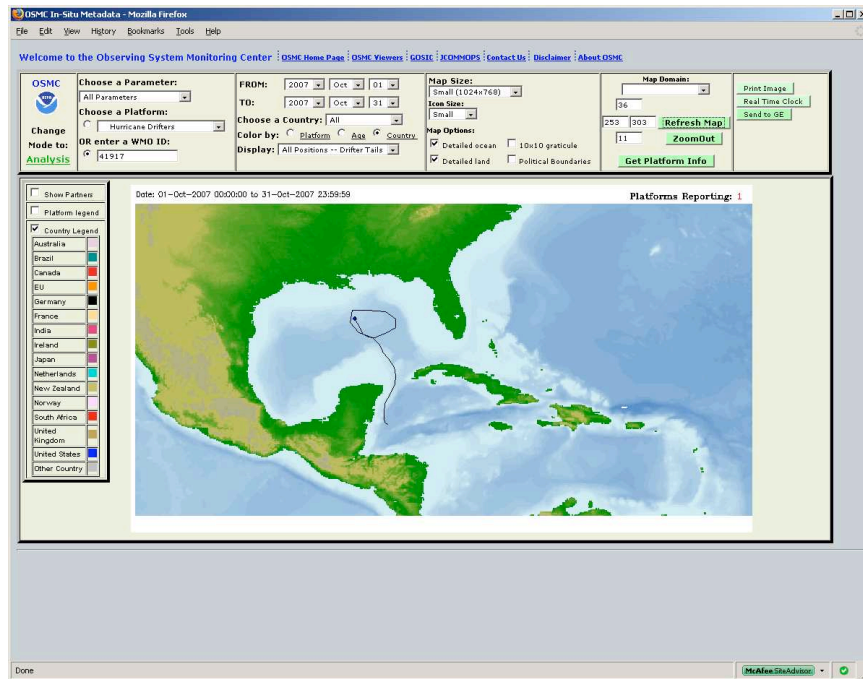 OSMC In-Situ Metadata - Mozilla Firefox
File Edit View History Bookmarks Tools Help
Welcome to the Observing System Monitoring Center OSMC Home Page OSMC Viewers GOSIC JCOMMOPS Contact Us Disclaimer About OSMC
OSMC
Change
Mode to:
Analysis
Choose a Parameter:
All Parameters
Choose a Platform:
Hurricane Drifters
OR enter a WMO ID:
41917
FROM: 2007 Oct 01
TO: 2007 Oct 31
Choose a Country: All
Color by: Platform Age Country
Display: All Positions -- Drifter Tails
Map Size:
Small (1024x768)
Icon Size:
Small
Map Options:
Detailed ocean 10x10 graticule
Detailed land Political Boundaries
Map Domain:
36
253 303 Refresh Map
11 ZoomOut
Get Platform Info
Print Image
Real Time Clock
Send to GE
Show Partners
Platform legend
Country Legend
Australia
Brazil
Canada
EU
Germany
France
India
Ireland
Japan
Netherlands
New Zealand
Norway
South Africa
United
Kingdom
United States
Other Country
Date: 01-Oct-2007 00:00:00 to 31-Oct-2007 23:59:59
Platforms Reporting: 1
Done
McAfee SiteAdvisor